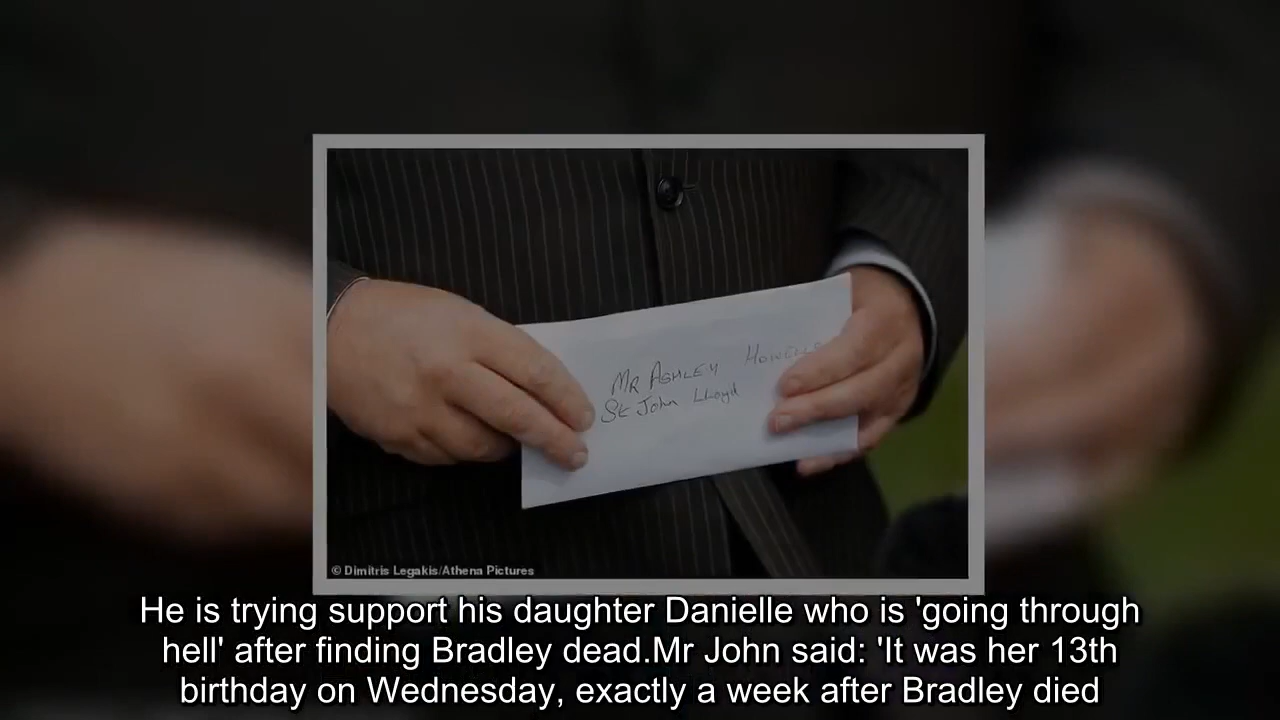 MR ASHLEY HOWELLS
St John Lloyd
© Dimitris Legakis/Athena Pictures
He is trying support his daughter Danielle who is 'going through
hell' after finding Bradley dead.Mr John said: 'It was her 13th
birthday on Wednesday, exactly a week after Bradley died